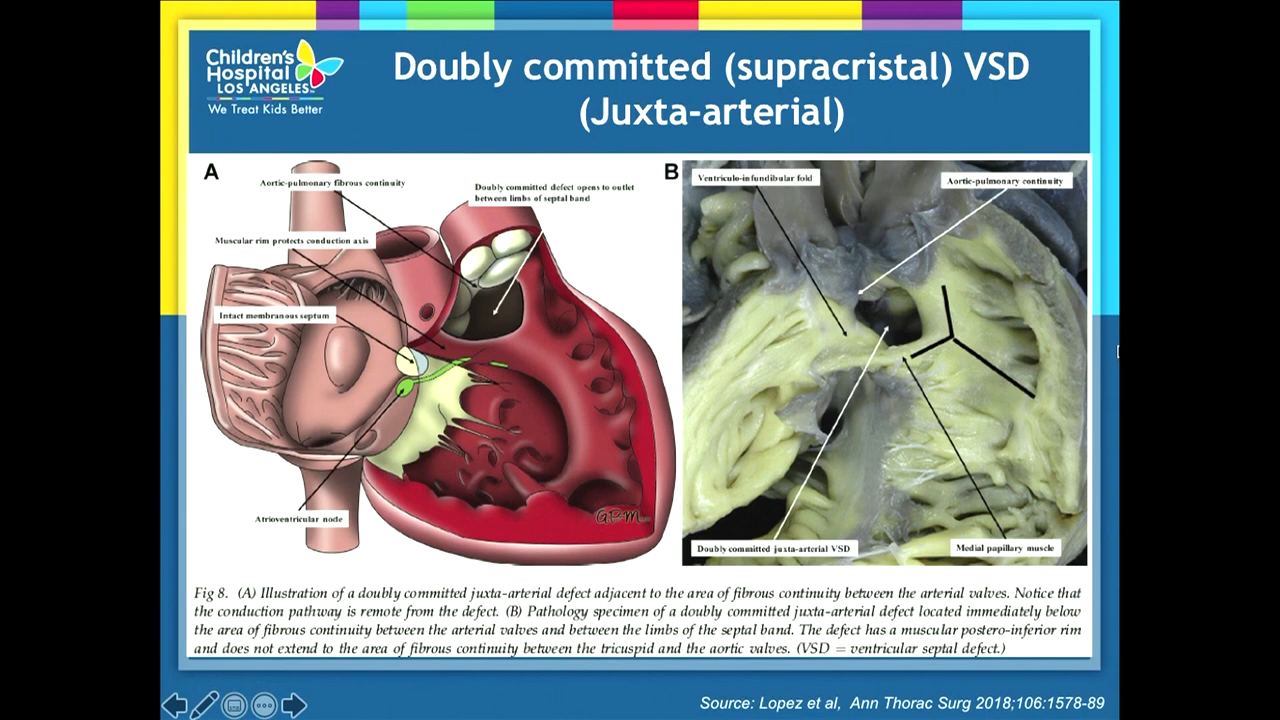 Children's
Hospital
LOS ANGELES™
We Treat Kids Better
Doubly committed (supracristal) VSD
(Juxta-arterial)
A
Aortic-pulmonary fibrous continuity
Doubly committed defect opens to outlet
between limbs of septal band
Muscular rim protects conduction axis
Intact membranous septum
Atrioventricular node
B
Ventriculo-infundibular fold
Aortic-pulmonary continuity
Doubly committed juxta-arterial VSD
Medial papillary muscle
Fig 8. (A) Illustration of a doubly committed juxta-arterial defect adjacent to the area of fibrous continuity between the arterial valves. Notice that
the conduction pathway is remote from the defect. (B) Pathology specimen of a doubly committed juxta-arterial defect located immediately below
the area of fibrous continuity between the arterial valves and between the limbs of the septal band. The defect has a muscular postero-inferior rim
and does not extend to the area of fibrous continuity between the tricuspid and the aortic valves. (VSD = ventricular septal defect.)
Source: Lopez et al, Ann Thorac Surg 2018;106:1578-89